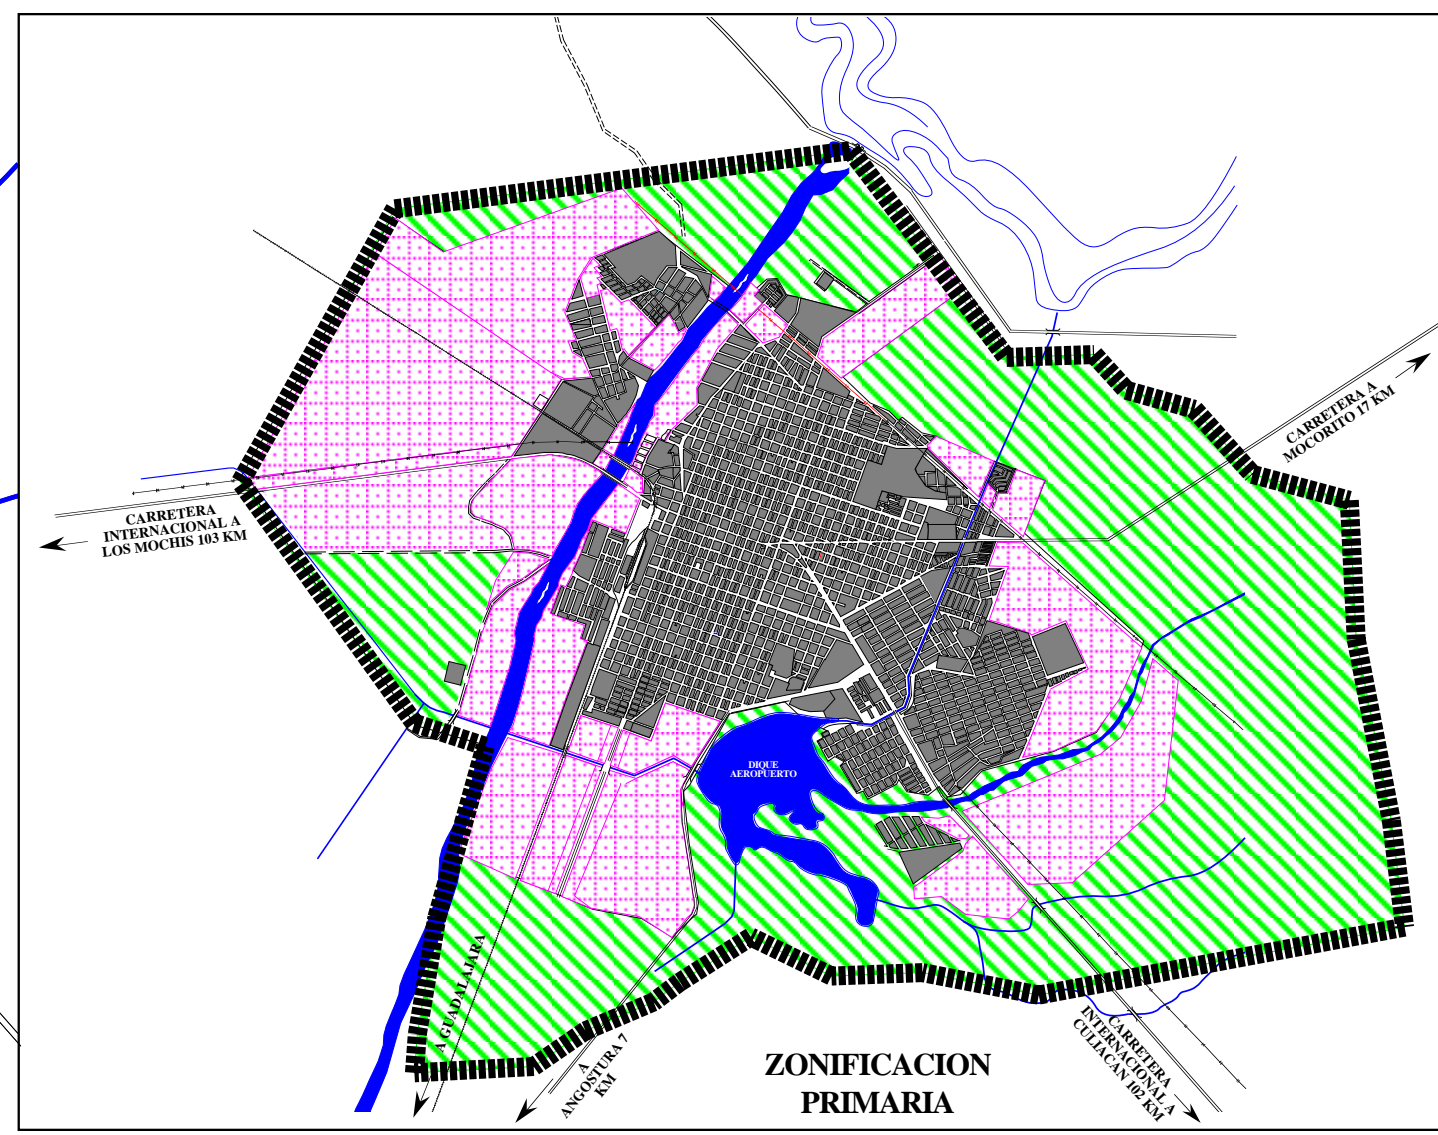 CARRETERA A
MOCORITO 17 KM
CARRETERA
INTERNACIONAL A
LOS MOCHIS 103 KM
DIQUE
AEROPUERTO
A GUADALAJARA
A
ANGOSTURA 7
KM
CARRETERA
INTERNACIONAL A
CULIACAN 102 KM
ZONIFICACION
PRIMARIA